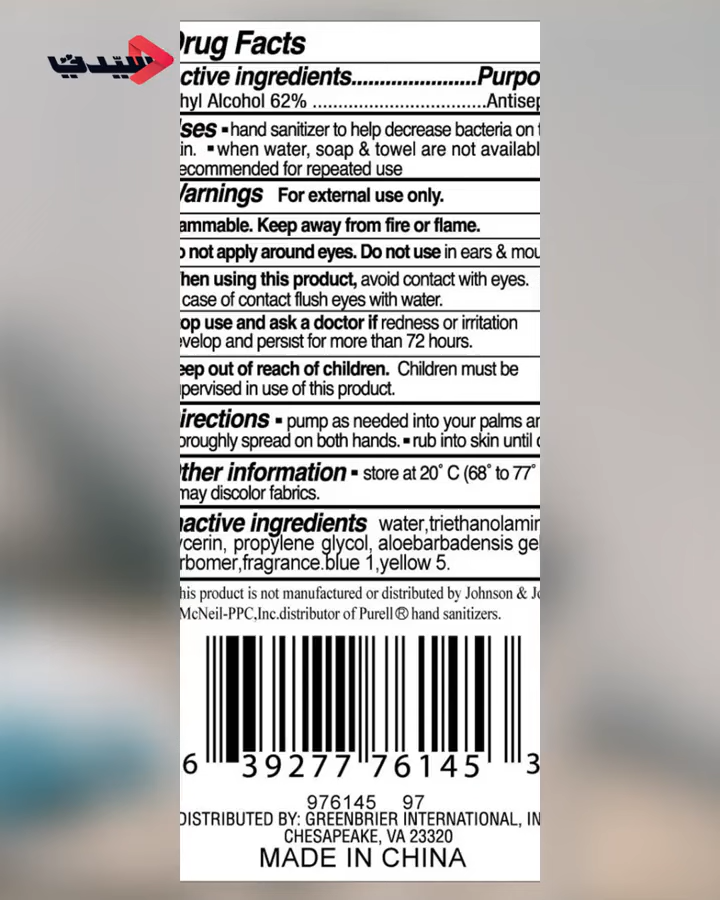 السّدي
rug Facts
ctive ingredients......................Purpo
hyl Alcohol 62% ..................................Antisep
ses ▪hand sanitizer to help decrease bacteria on
in. ▪when water, soap & towel are not availabl
ecommended for repeated use
arnings For external use only.
ammable. Keep away from fire or flame.
o not apply around eyes. Do not use in ears & mou
hen using this product, avoid contact with eyes.
case of contact flush eyes with water.
op use and ask a doctor if redness or irritation
evelop and persist for more than 72 hours.
eep out of reach of children. Children must be
pervised in use of this product.
irections ▪ pump as needed into your palms an
oroughly spread on both hands.▪rub into skin until
ther information ▪ store at 20° C (68° to 77°
may discolor fabrics.
active ingredients water,triethanolamin
ycerin, propylene glycol, aloebarbadensis ge
rbomer,fragrance.blue 1,yellow 5.
his product is not manufactured or distributed by Johnson & Jo
McNeil-PPC,Inc.distributor of Purell® hand sanitizers.
6 39277 76145 3
976145 97
DISTRIBUTED BY: GREENBRIER INTERNATIONAL, IN
CHESAPEAKE, VA 23320
MADE IN CHINA